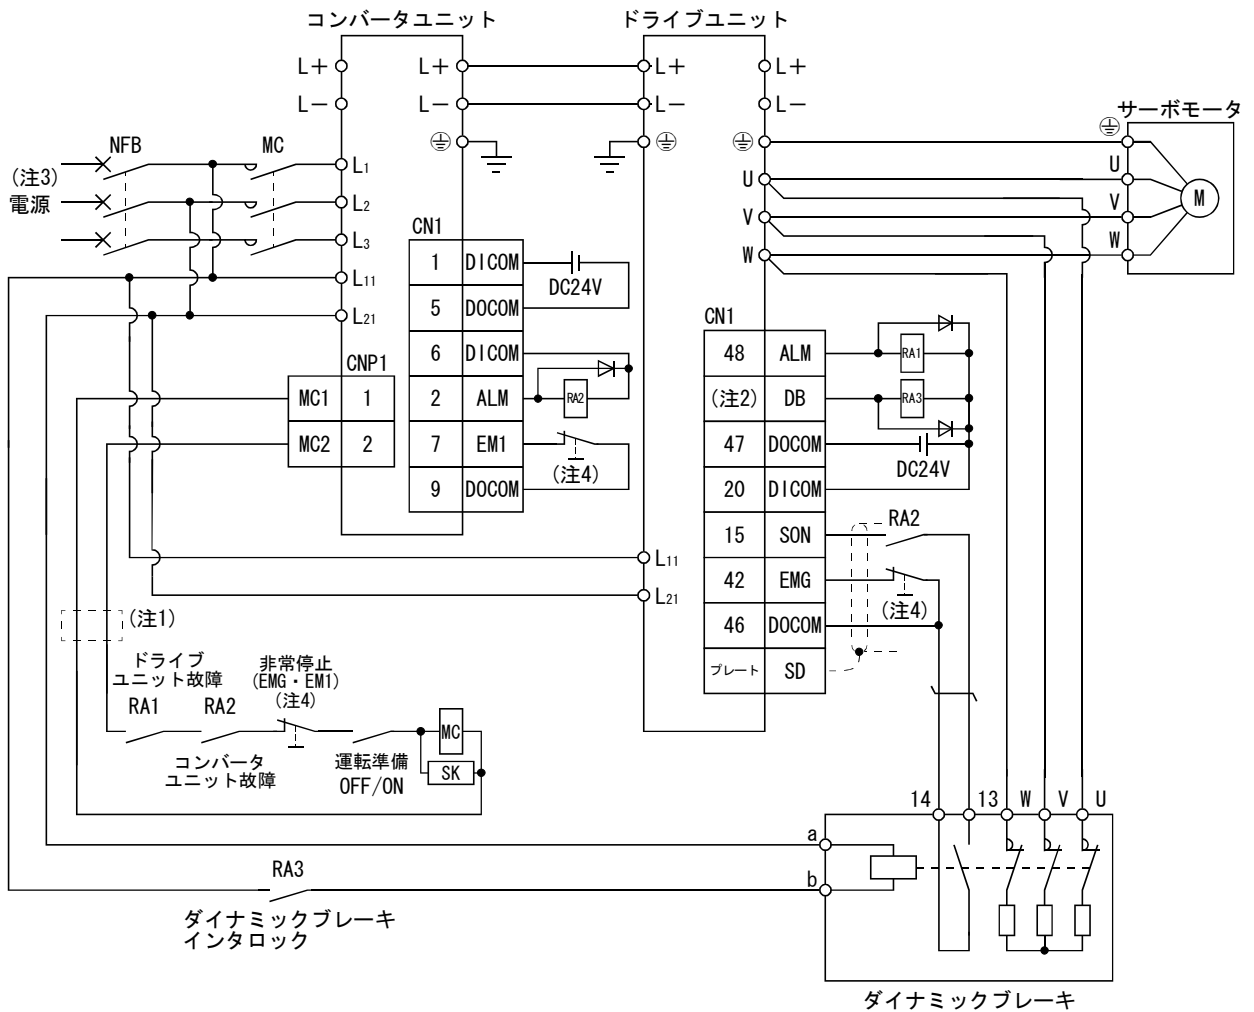 コンバータユニット
ドライブユニット
L+ L+ L+ L+
L− L− L− L−
サーボモータ
NFB MC
(注3)
電源
L1
L2
L3
L11
L21
U U
V V
W W
M
CN1
1 DICOM
5 DOCOM
6 DICOM
2 ALM
7 EM1
9 DOCOM
DC24V
RA2
(注4)
CNP1
MC1 1
MC2 2
CN1
48 ALM
(注2) DB
47 DOCOM
20 DICOM
15 SON
42 EMG
46 DOCOM
プレート SD
RA1
RA3
DC24V
RA2
(注4)
L11
L21
(注1)
ドライブ
ユニット故障
RA1
RA2
コンバータ
ユニット故障
非常停止
(EMG・EM1)
(注4)
運転準備
OFF/ON
MC
SK
14 13 W V U
a
b
RA3
ダイナミックブレーキ
インタロック
ダイナミックブレーキ